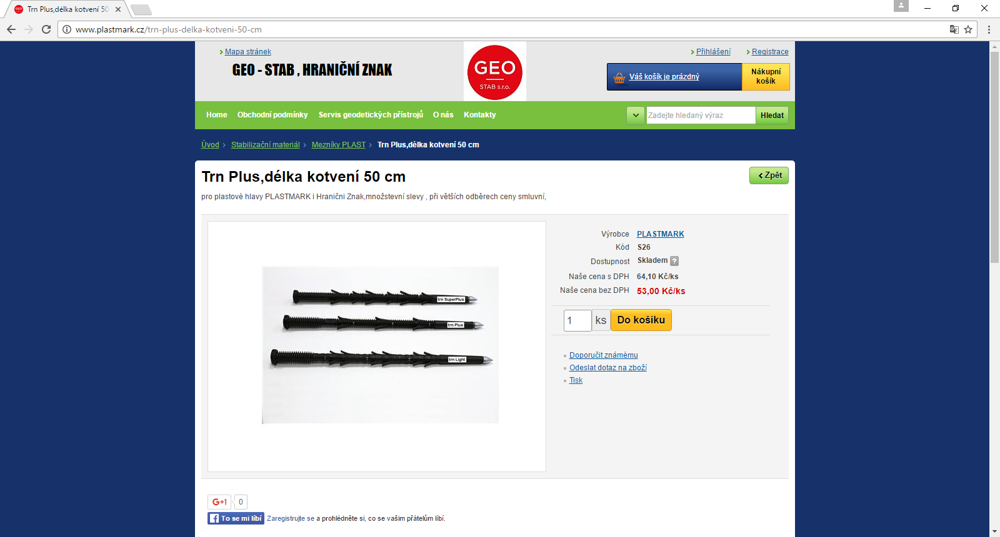 Trn Plus,délka kotvení 50
www.plastmark.cz/trn-plus-delka-kotveni-50-cm
Mapa stránek
Přihlášení
Registrace
GEO - STAB , HRANIČNÍ ZNAK
GEO
STAB s.r.o.
Váš košík je prázdný
Nákupní
košík
Home
Obchodní podmínky
Servis geodetických přístrojů
O nás
Kontakty
Zadejte hledaný výraz
Hledat
Úvod
Stabilizační materiál
Mezníky PLAST
Trn Plus,délka kotvení 50 cm
Trn Plus,délka kotvení 50 cm
Zpět
pro plastové hlavy PLASTMARK i Hranični Znak,množstevní slevy , při větších odběrech ceny smluvní,
trn SuperPlus
trn Plus
trn Light
Výrobce PLASTMARK
Kód S26
Dostupnost Skladem ?
Naše cena s DPH 64,10 Kč/ks
Naše cena bez DPH 53,00 Kč/ks
1 ks Do košíku
Doporučit známému
Odeslat dotaz na zboží
Tisk
G+1 0
To se mi líbí Zaregistrujte se a prohlédněte si, co se vašim přátelům líbí.